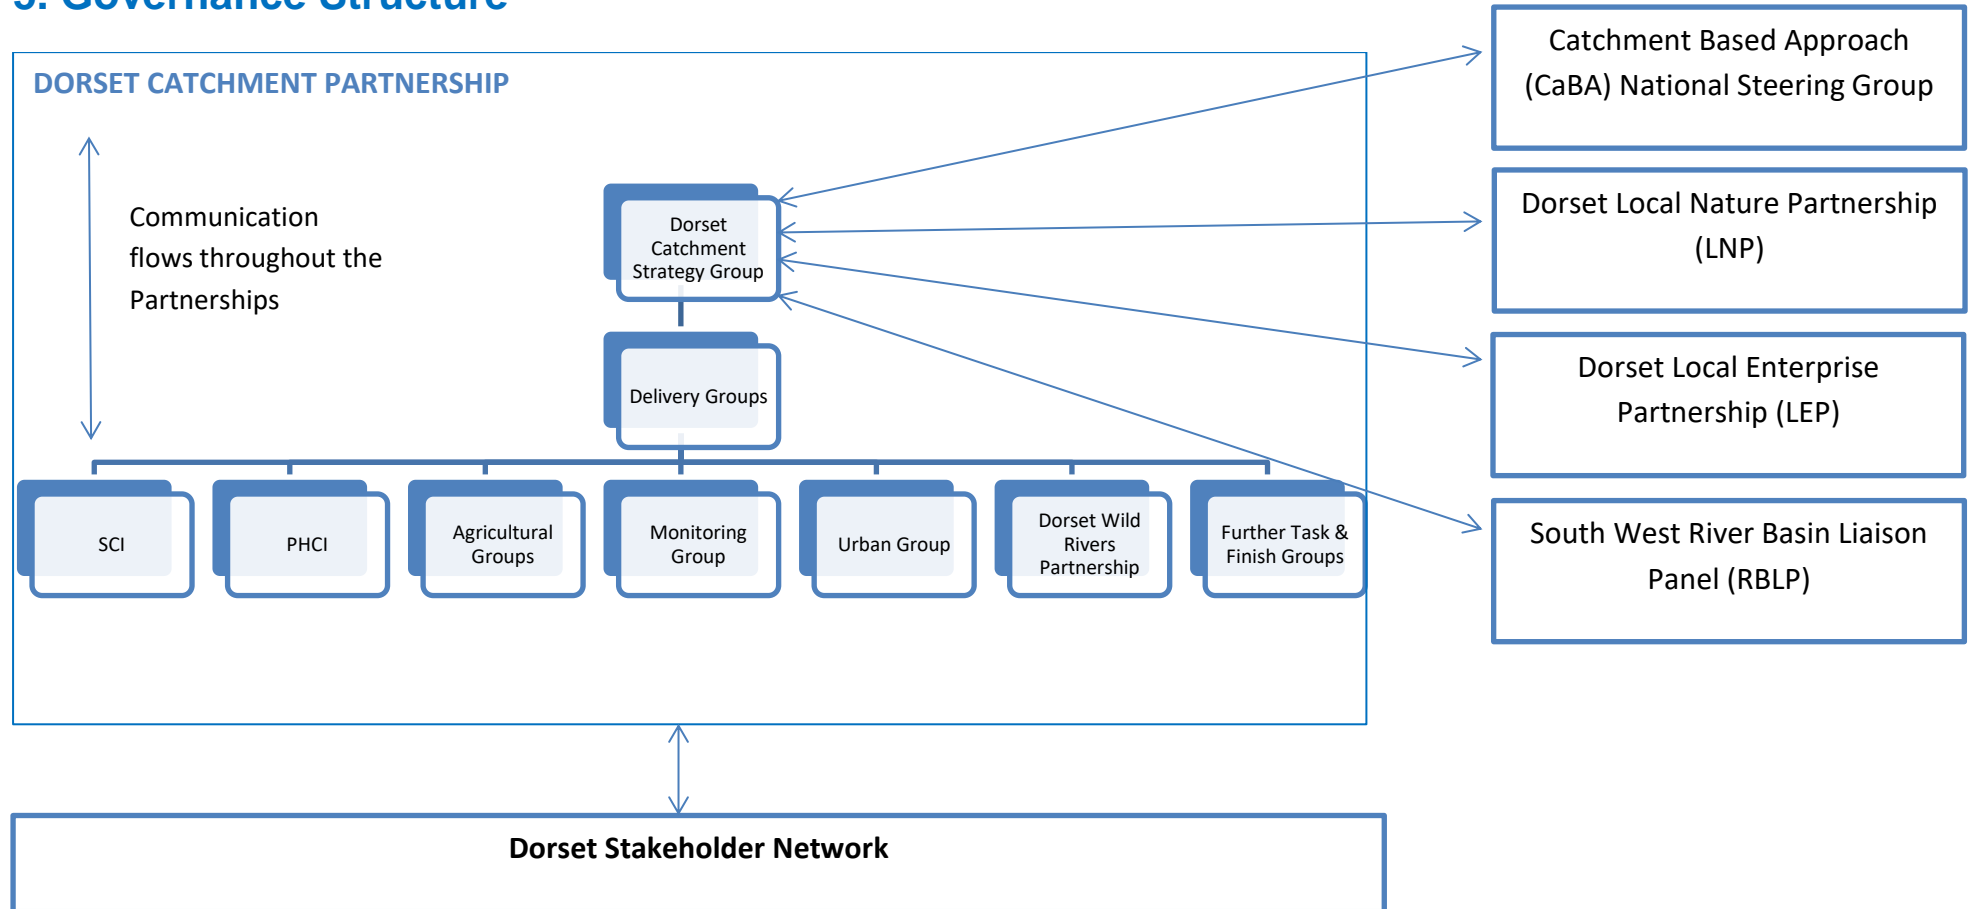 3. Governance Structure
DORSET CATCHMENT PARTNERSHIP
Communication
flows throughout the
Partnerships
Dorset
Catchment
Strategy Group
Delivery Groups
SCI
PHCI
Agricultural
Groups
Monitoring
Group
Urban Group
Dorset Wild
Rivers
Partnership
Further Task &
Finish Groups
Catchment Based Approach
(CaBA) National Steering Group
Dorset Local Nature Partnership
(LNP)
Dorset Local Enterprise
Partnership (LEP)
South West River Basin Liaison
Panel (RBLP)
Dorset Stakeholder Network